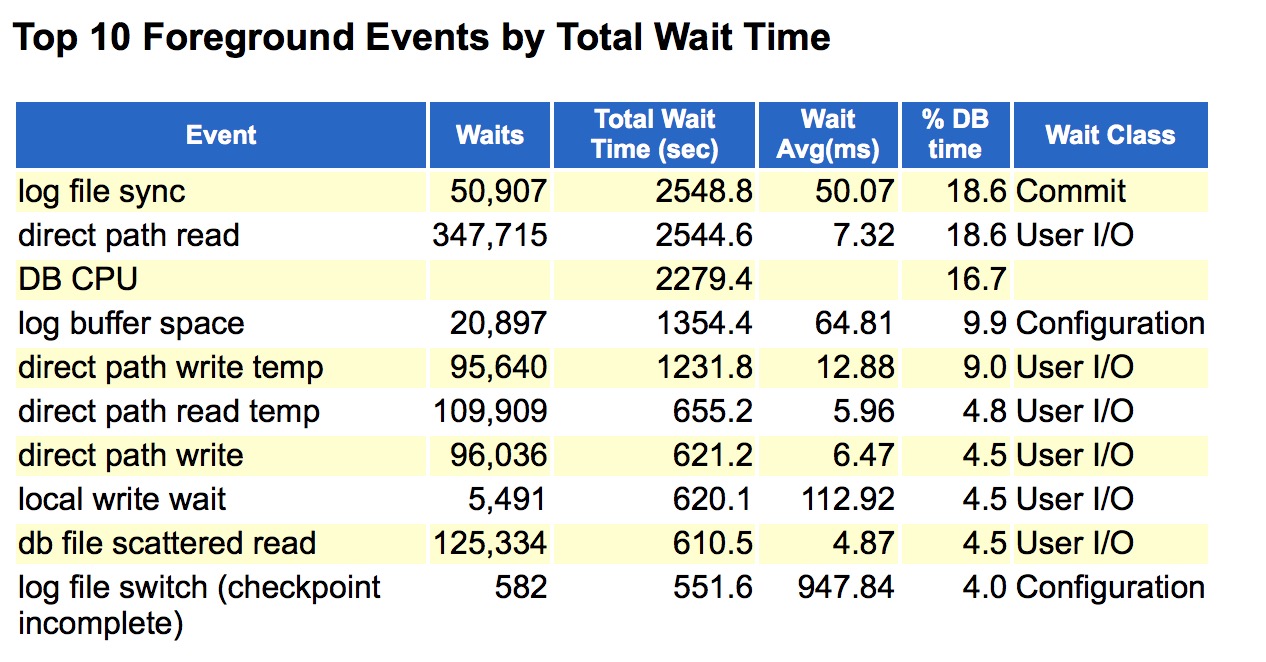 Top 10 Foreground Events by Total Wait Time
Event Waits Total Wait Time (sec) Wait Avg(ms) % DB time Wait Class
log file sync 50,907 2548.8 50.07 18.6 Commit
direct path read 347,715 2544.6 7.32 18.6 User I/O
DB CPU 2279.4 16.7
log buffer space 20,897 1354.4 64.81 9.9 Configuration
direct path write temp 95,640 1231.8 12.88 9.0 User I/O
direct path read temp 109,909 655.2 5.96 4.8 User I/O
direct path write 96,036 621.2 6.47 4.5 User I/O
local write wait 5,491 620.1 112.92 4.5 User I/O
db file scattered read 125,334 610.5 4.87 4.5 User I/O
log file switch (checkpoint 582 551.6 947.84 4.0 Configuration
incomplete)